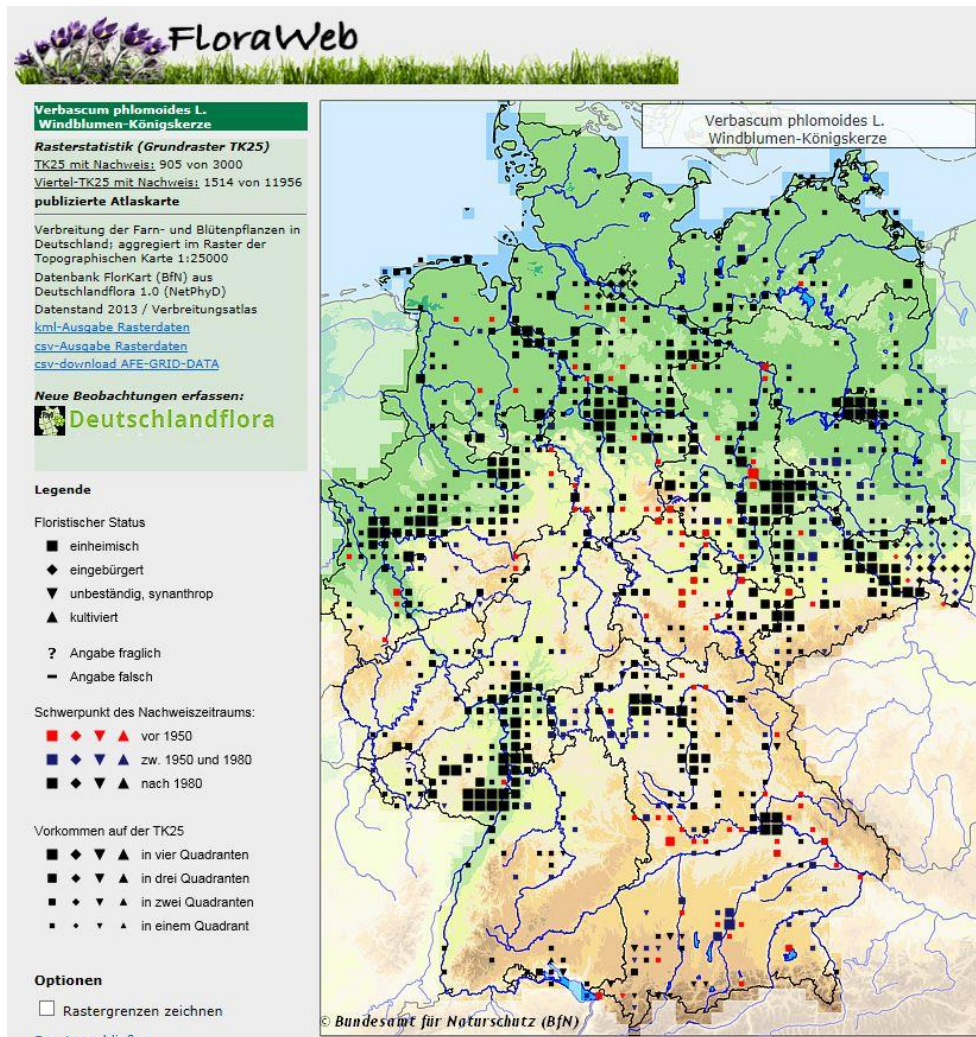 FloraWeb
Verbascum phlomoides L.
Windblumen-Königskerze
Rasterstatistik (Grundraster TK25)
TK25 mit Nachweis: 905 von 3000
Viertel-TK25 mit Nachweis: 1514 von 11956
publizierte Atlaskarte
Verbreitung der Farn- und Blütenpflanzen in
Deutschland; aggregiert im Raster der
Topographischen Karte 1:25000
Datenbank FlorKart (BfN) aus
Deutschlandflora 1.0 (NetPhyD)
Datenstand 2013 / Verbreitungsatlas
kml-Ausgabe Rasterdaten
csv-Ausgabe Rasterdaten
csv-download AFE-GRID-DATA
Neue Beobachtungen erfassen:
Deutschlandflora
Legende
Floristischer Status
einheimisch
eingebürgert
unbeständig, synanthrop
kultiviert
? Angabe fraglich
Angabe falsch
Schwerpunkt des Nachweiszeitraums:
vor 1950
zw. 1950 und 1980
nach 1980
Vorkommen auf der TK25
in vier Quadranten
in drei Quadranten
in zwei Quadranten
in einem Quadrant
Optionen
Rastergrenzen zeichnen
Verbascum phlomoides L.
Windblumen-Königskerze
© Bundesamt für Naturschutz (BfN)